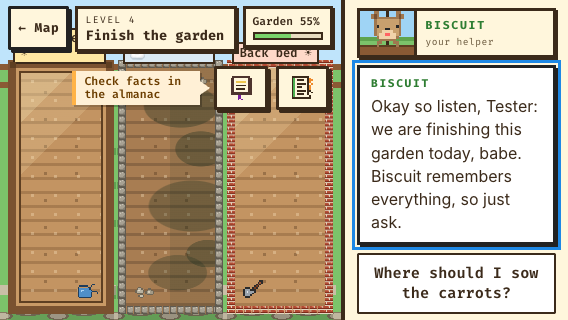 ← Map
LEVEL 4
Finish the garden
Garden 55%
Back bed
Check facts in
the almanac
BISCUIT
your helper
BISCUIT
Okay so listen, Tester:
we are finishing this
garden today, babe.
Biscuit remembers
everything, so just
ask.
Where should I sow
the carrots?